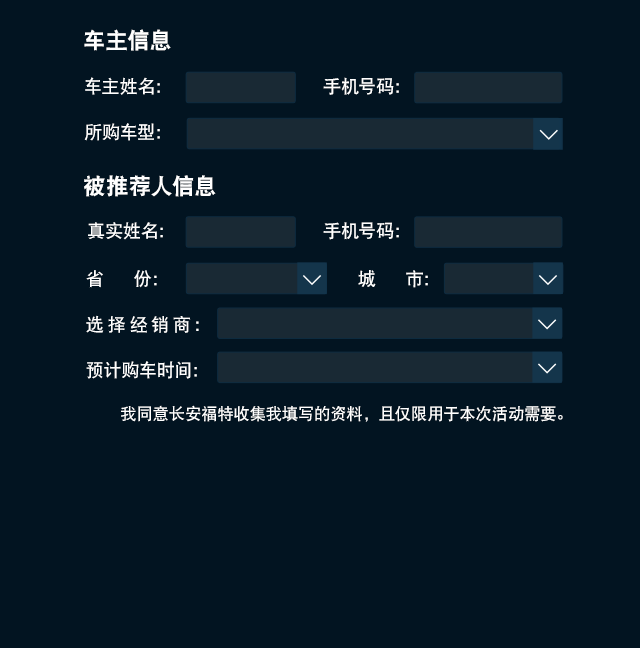 车主信息
车主姓名: 手机号码:
所购车型:
被推荐人信息
真实姓名: 手机号码:
省 份: 城 市:
选择经销商:
预计购车时间:
我同意长安福特收集我填写的资料，且仅限用于本次活动需要。